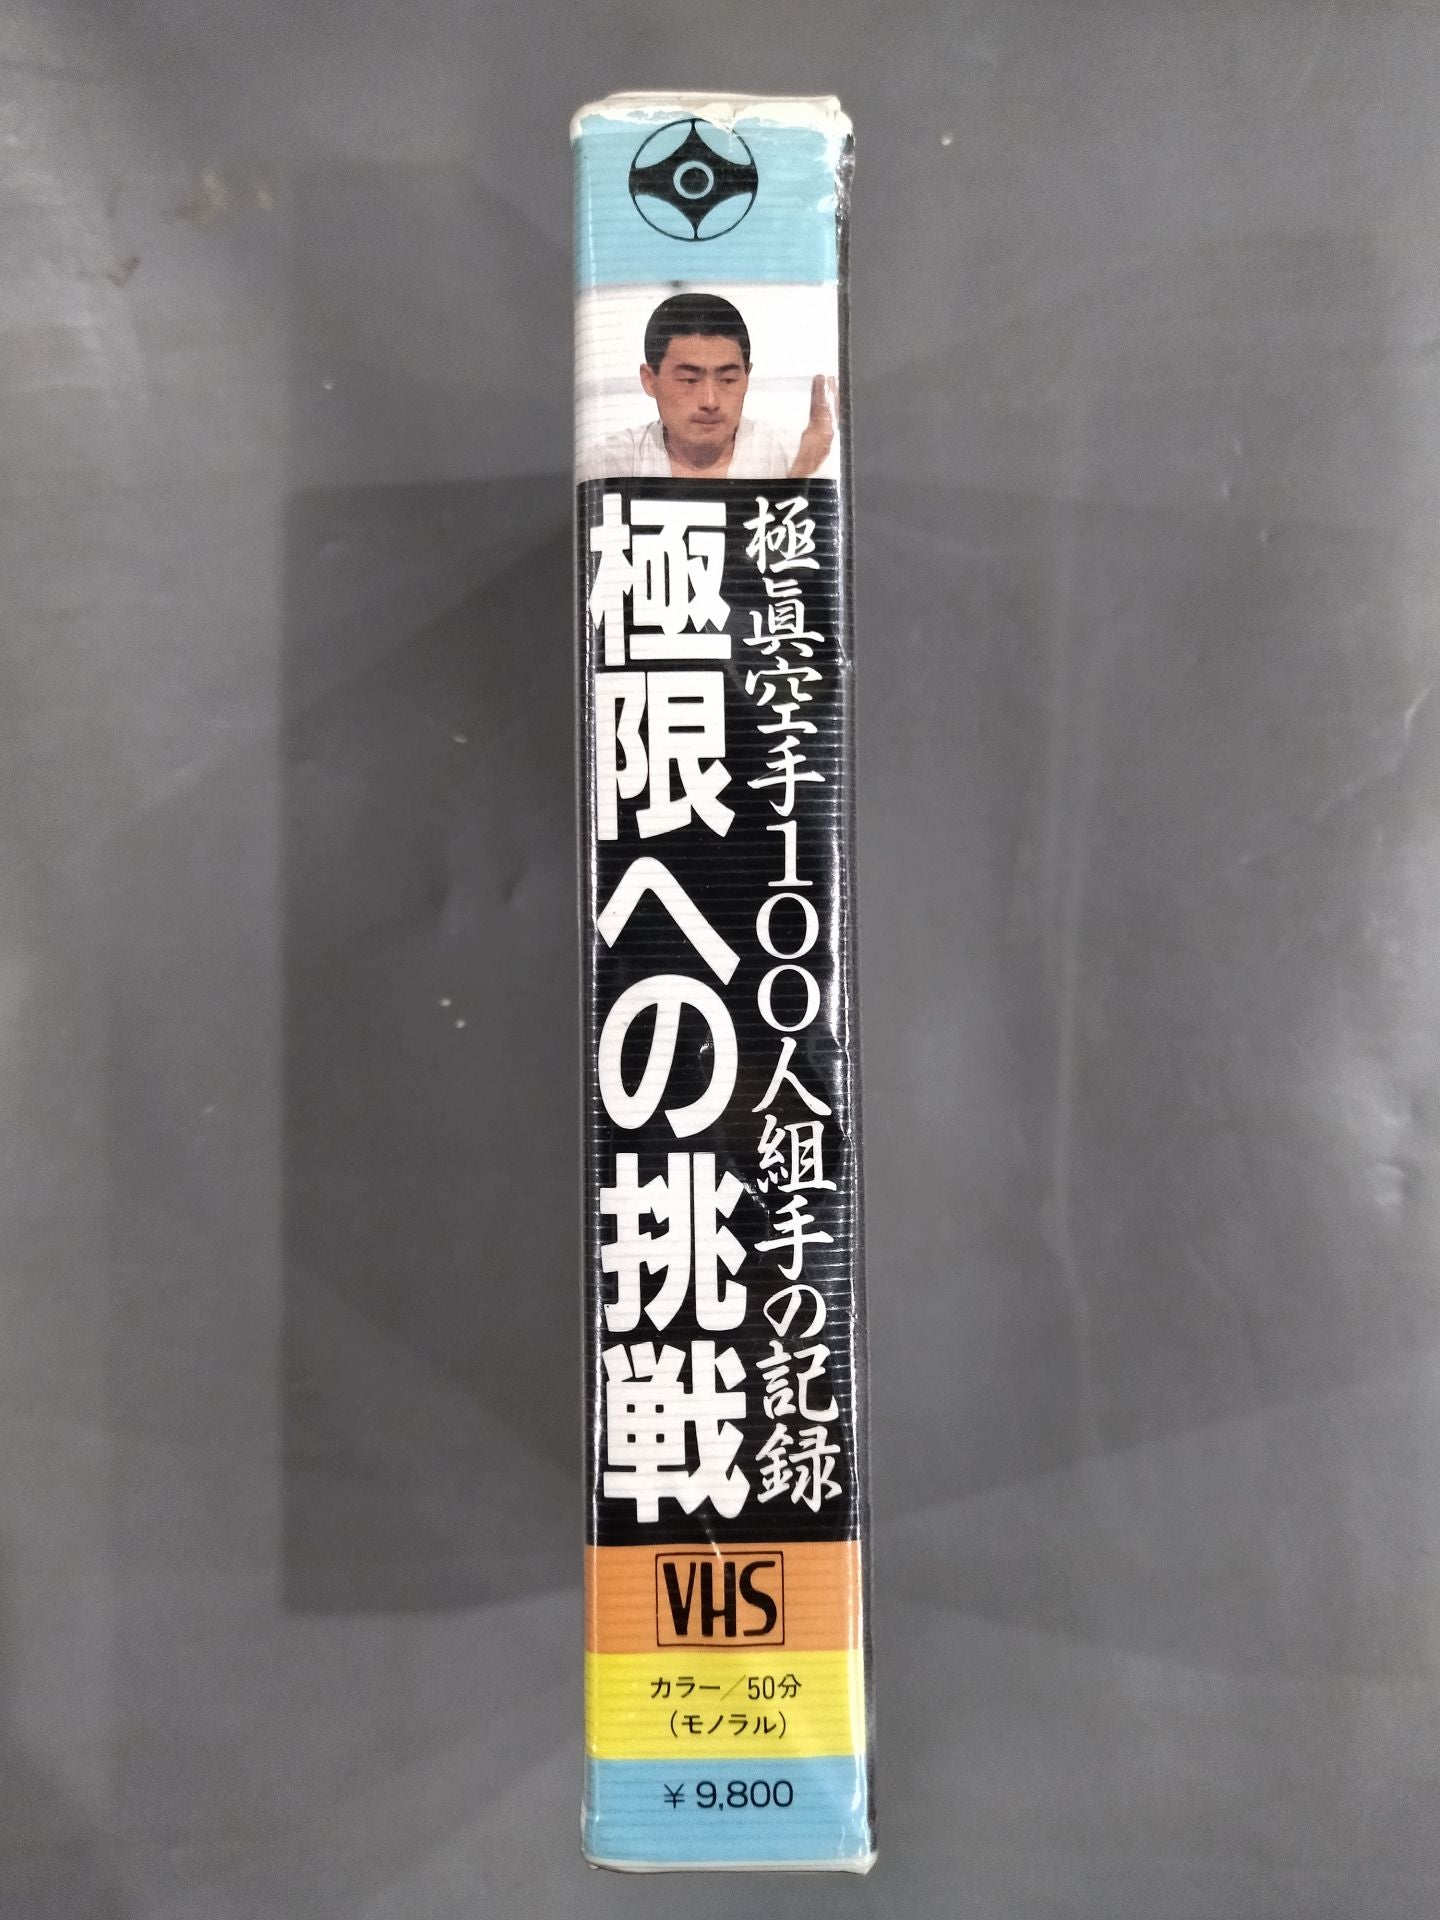 極真空手100人組手の記録
極限への挑戦
VHS
カラー／50分
(モノラル)
¥9,800